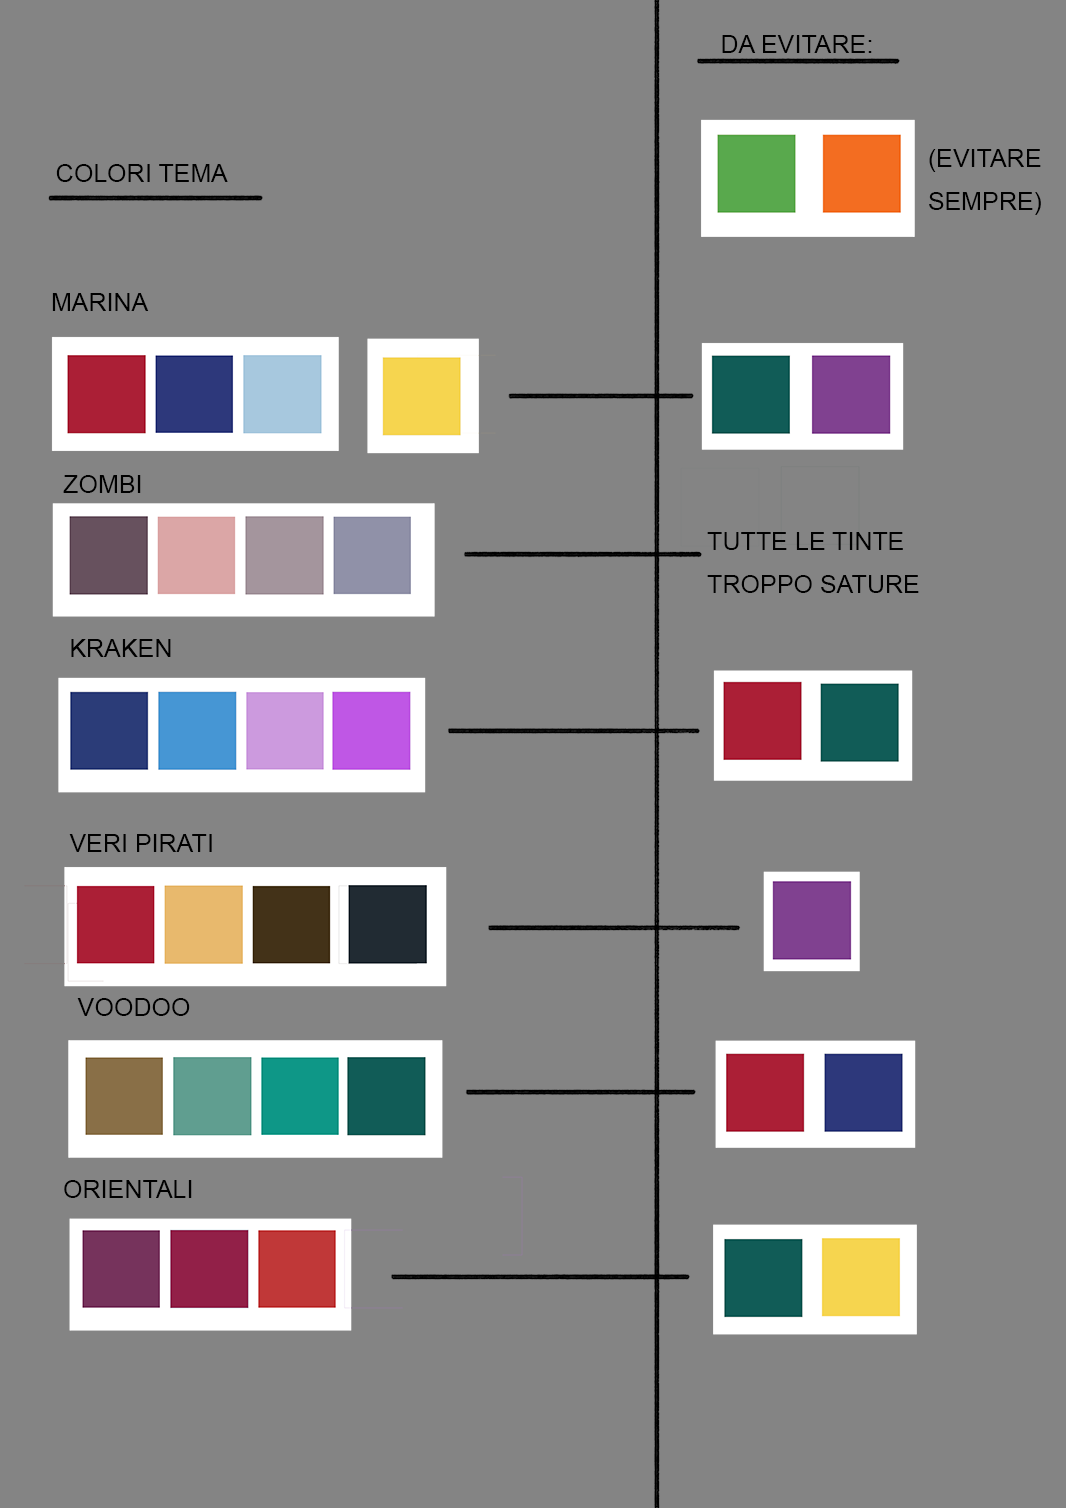 DA EVITARE:
(EVITARE
SEMPRE)
COLORI TEMA
MARINA
ZOMBI
TUTTE LE TINTE
TROPPO SATURE
KRAKEN
VERI PIRATI
VOODOO
ORIENTALI